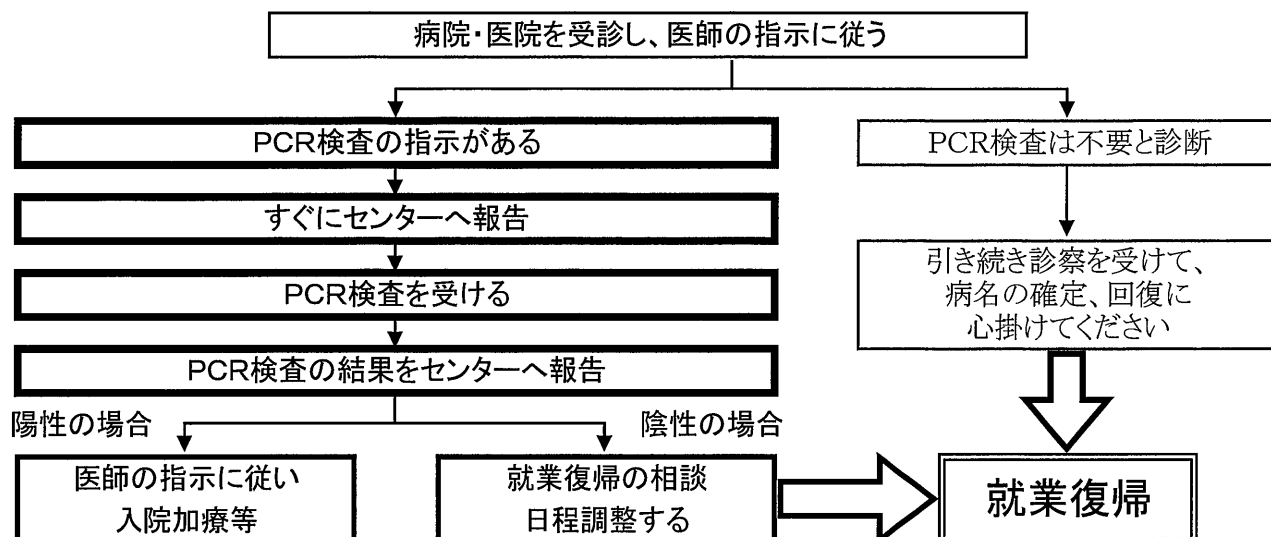 病院・医院を受診し、医師の指示に従う
PCR検査の指示がある
PCR検査は不要と診断
すぐにセンターへ報告
PCR検査を受ける
引き続き診察を受けて、
病名の確定、回復に
心掛けてください
PCR検査の結果をセンターへ報告
陽性の場合
陰性の場合
医師の指示に従い
入院加療等
就業復帰の相談
日程調整する
就業復帰